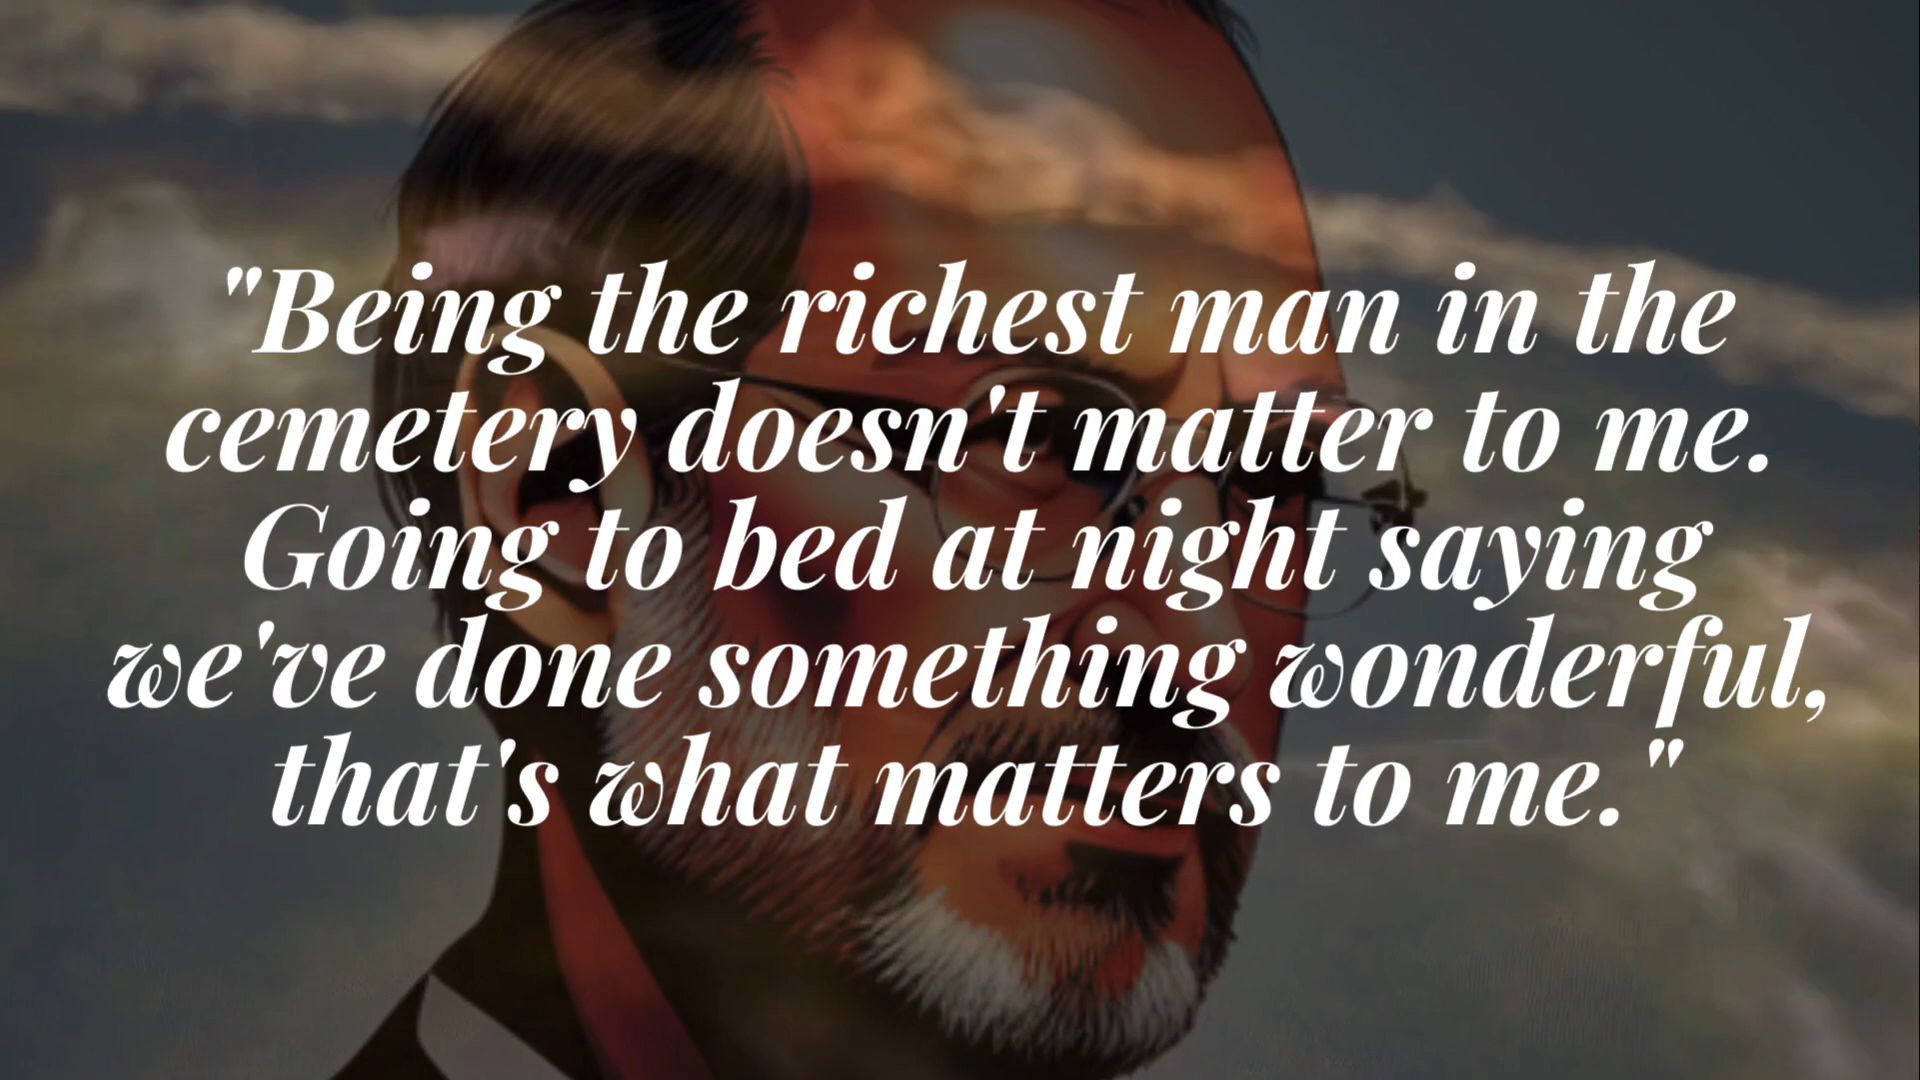 "Being the richest man in the
cemetery doesn't matter to me.
Going to bed at night saying
we've done something wonderful,
that's what matters to me."